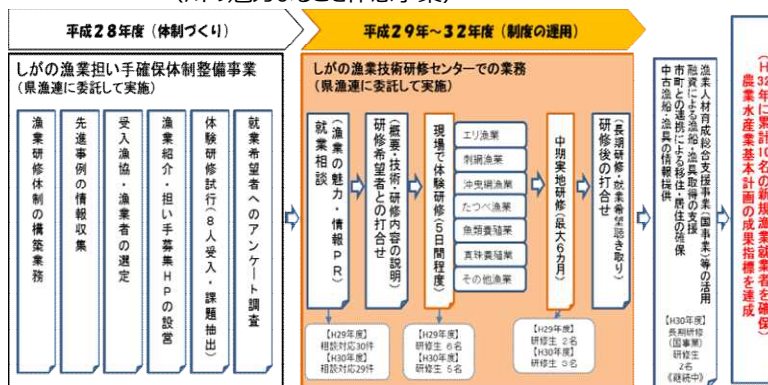 平成28年度(体制づくり)
平成29年~32年度(制度の運用)
しがの漁業担い手確保体制整備事業
(県漁連に委託して実施)
漁業研修体制の構築業務
先進事例の情報収集
受入漁協・漁業者の選定
漁業紹介・担い手募集HPの設営
体験研修試行(8人受入・課題抽出)
就業希望者へのアンケート調査
しがの漁業技術研修センターでの業務
(県漁連に委託して実施)
就業相談
(漁業の魅力・情報PR)
研修希望者との打合せ
(概要・技術・研修内容の説明)
現場で体験研修(5日間程度)
エリ漁業
刺網漁業
沖曳網漁業
たつべ漁業
魚類養殖業
真珠養殖業
その他漁業
中期実地研修(最大6カ月)
研修後の打合せ
(長期研修・就業希望聴き取り)
【H29年度】
相談対応30件
【H30年度】
相談対応29件
【H29年度】
研修生 6名
【H30年度】
研修生 5名
【H29年度】
研修生 2名
【H30年度】
研修生 0名
漁業人材育成総合支援事業(国事業)等の活用
融資による漁船・漁具取得の支援
市町との連携による移住・居住の確保
中古漁船・漁具の情報提供
【H30年度】
長期研修
(国事業)
研修生
2名
《継続中》
農業水産業基本計画の成果指標を達成
(H32年に累計10名の新規漁業就業者を確保)